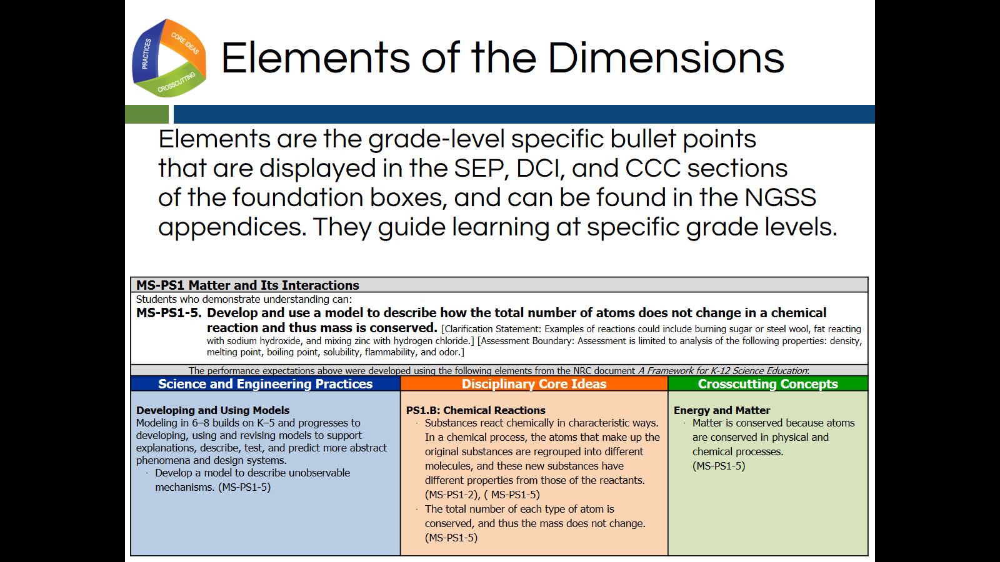 PRACTICES
CORE IDEAS
CROSSCUTTING
Elements of the Dimensions
Elements are the grade-level specific bullet points
that are displayed in the SEP, DCI, and CCC sections
of the foundation boxes, and can be found in the NGSS
appendices. They guide learning at specific grade levels.
MS-PS1 Matter and Its Interactions
Students who demonstrate understanding can:
MS-PS1-5. Develop and use a model to describe how the total number of atoms does not change in a chemical
reaction and thus mass is conserved. [Clarification Statement: Examples of reactions could include burning sugar or steel wool, fat reacting
with sodium hydroxide, and mixing zinc with hydrogen chloride.] [Assessment Boundary: Assessment is limited to analysis of the following properties: density,
melting point, boiling point, solubility, flammability, and odor.]
The performance expectations above were developed using the following elements from the NRC document A Framework for K-12 Science Education:
Science and Engineering Practices
Developing and Using Models
Modeling in 6–8 builds on K–5 and progresses to
developing, using and revising models to support
explanations, describe, test, and predict more abstract
phenomena and design systems.
· Develop a model to describe unobservable
mechanisms. (MS-PS1-5)
Disciplinary Core Ideas
PS1.B: Chemical Reactions
· Substances react chemically in characteristic ways.
In a chemical process, the atoms that make up the
original substances are regrouped into different
molecules, and these new substances have
different properties from those of the reactants.
(MS-PS1-2), ( MS-PS1-5)
· The total number of each type of atom is
conserved, and thus the mass does not change.
(MS-PS1-5)
Crosscutting Concepts
Energy and Matter
· Matter is conserved because atoms
are conserved in physical and
chemical processes.
(MS-PS1-5)